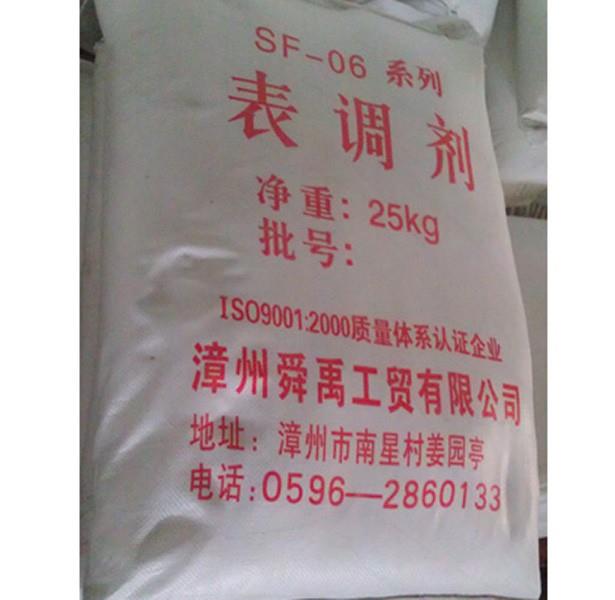 SF-06 系列
表调剂
净重: 25kg
批号:
ISO9001:2000质量体系认证企业
漳州舜禹工贸有限公司
地址: 漳州市南星村姜园亭
电话:0596—2860133